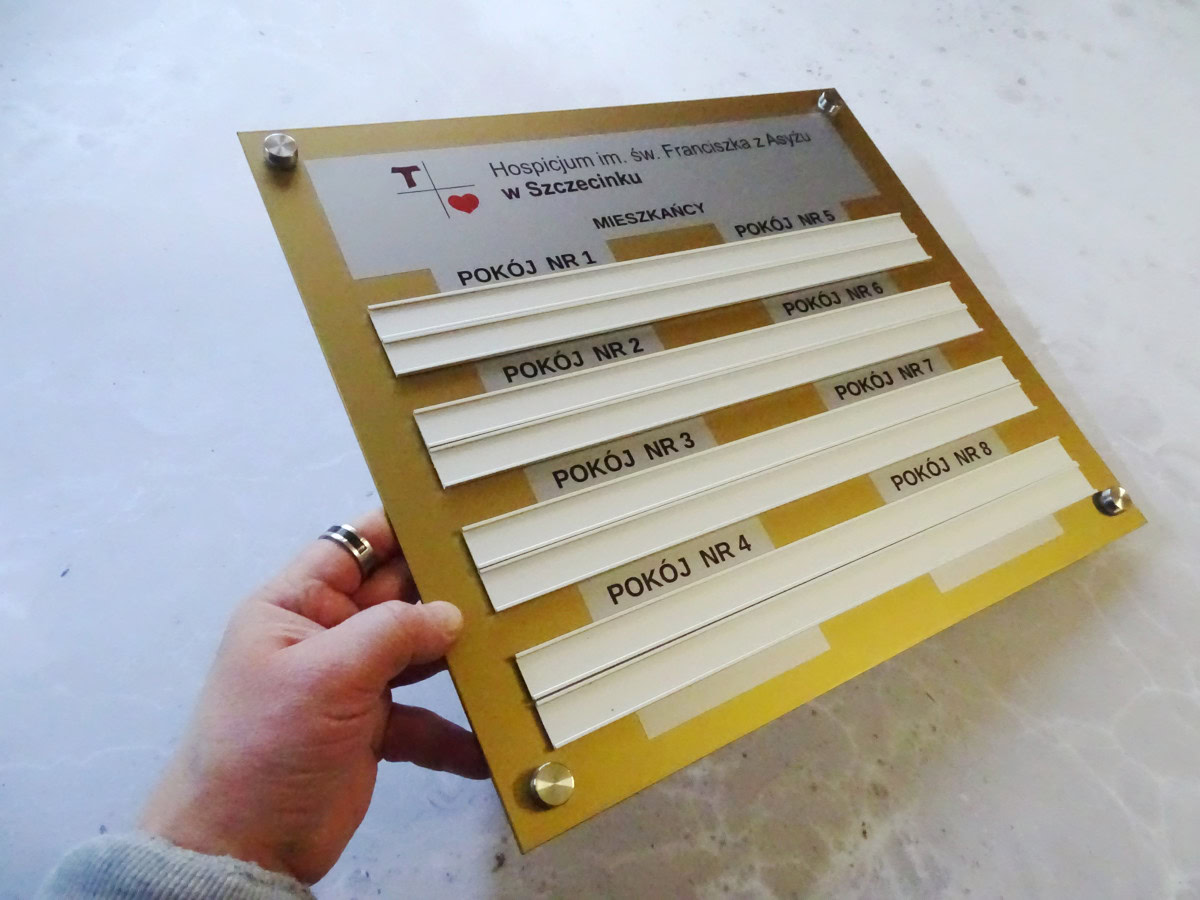 T
Hospicjum im. św. Franciszka z Asyżu
w Szczecinku
MIESZKAŃCY
POKÓJ NR 1
POKÓJ NR 5
POKÓJ NR 2
POKÓJ NR 6
POKÓJ NR 3
POKÓJ NR 7
POKÓJ NR 4
POKÓJ NR 8